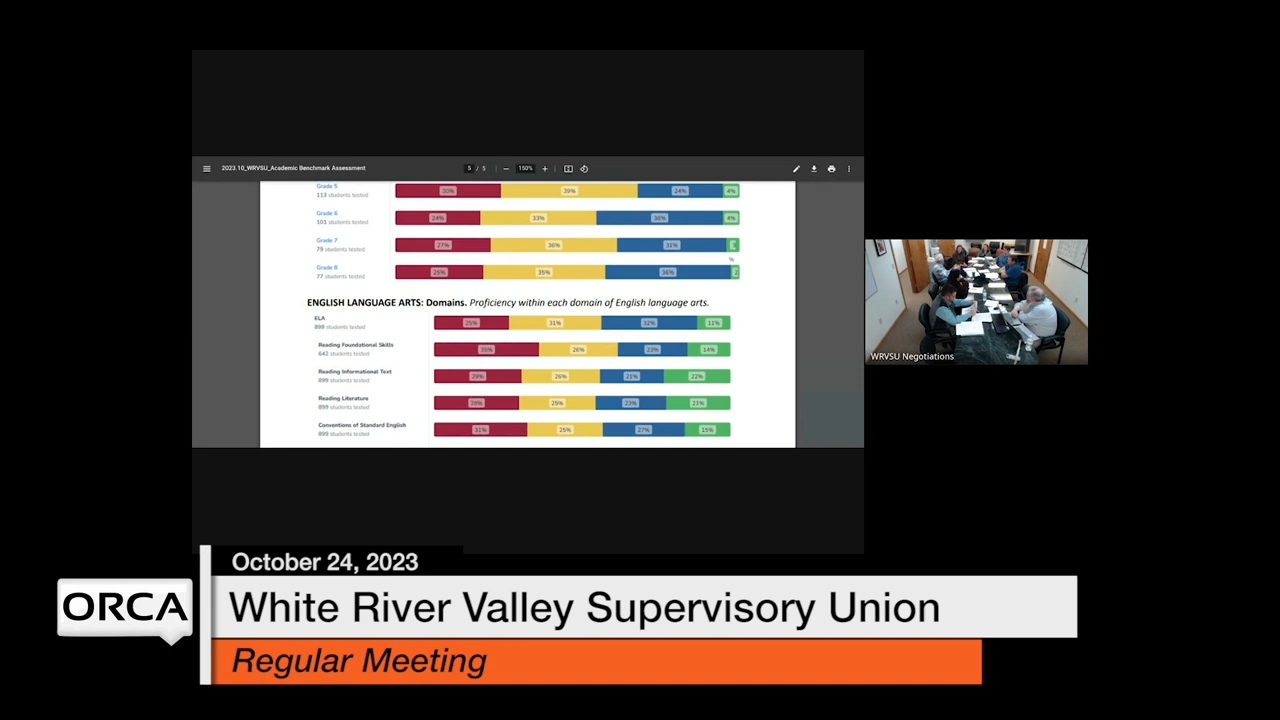 2023.10_WRVSU_Academic Benchmark Assessment 5 / 5 150%
Grade 5
113 students tested
30% 39% 24% 4%
Grade 6
101 students tested
24% 33% 36% 4%
Grade 7
79 students tested
27% 36% 31%
%
Grade 8
77 students tested
25% 35% 36% 2
ENGLISH LANGUAGE ARTS: Domains. Proficiency within each domain of English language arts.
ELA
899 students tested
25% 31% 32% 11%
Reading Foundational Skills
642 students tested
26% 23% 14%
Reading Informational Text
899 students tested
29% 26% 21% 22%
Reading Literature
899 students tested
28% 25% 23% 21%
Conventions of Standard English
899 students tested
31% 25% 27% 15%
WRVSU Negotiations
October 24, 2023
ORCA
White River Valley Supervisory Union
Regular Meeting